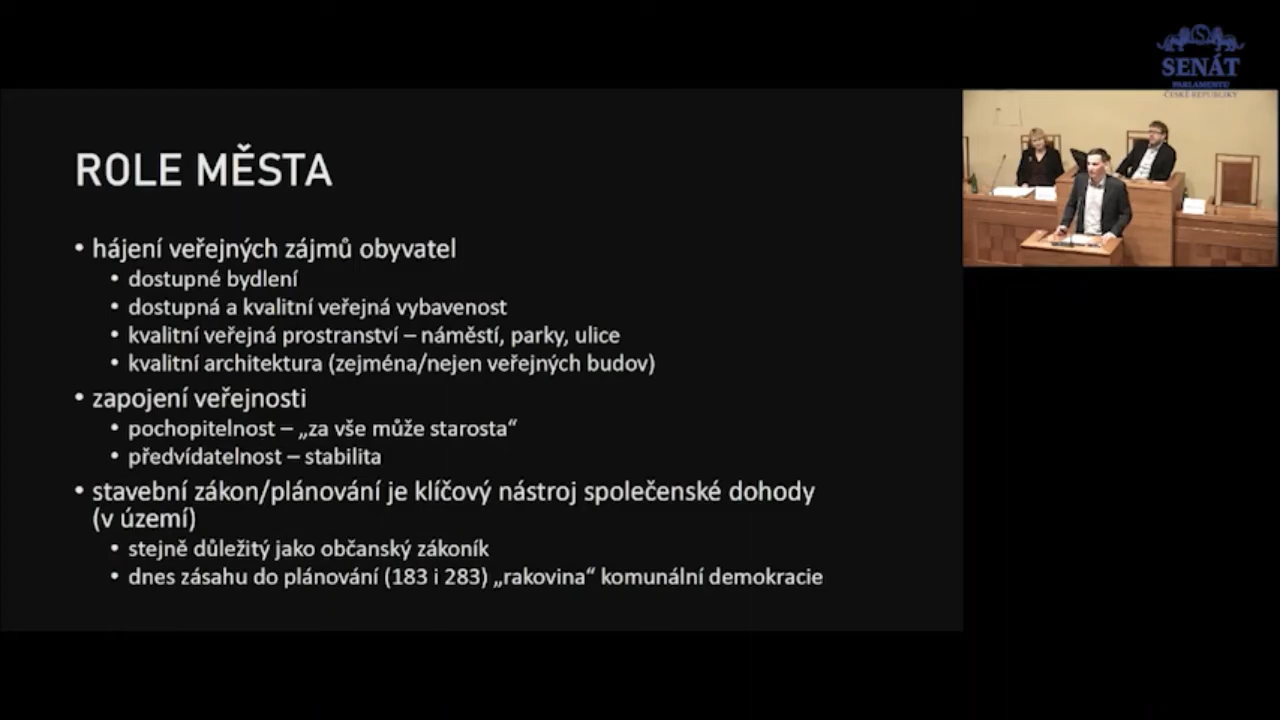 SENÁT
PARLAMENTU
ČESKÉ REPUBLIKY
ROLE MĚSTA
• hájení veřejných zájmů obyvatel
• dostupné bydlení
• dostupná a kvalitní veřejná vybavenost
• kvalitní veřejná prostranství – náměstí, parky, ulice
• kvalitní architektura (zejména/nejen veřejných budov)
• zapojení veřejnosti
• pochopitelnost – „za vše může starosta“
• předvídatelnost – stabilita
• stavební zákon/plánování je klíčový nástroj společenské dohody
(v území)
• stejně důležitý jako občanský zákoník
• dnes zásahu do plánování (183 i 283) „rakovina“ komunální demokracie